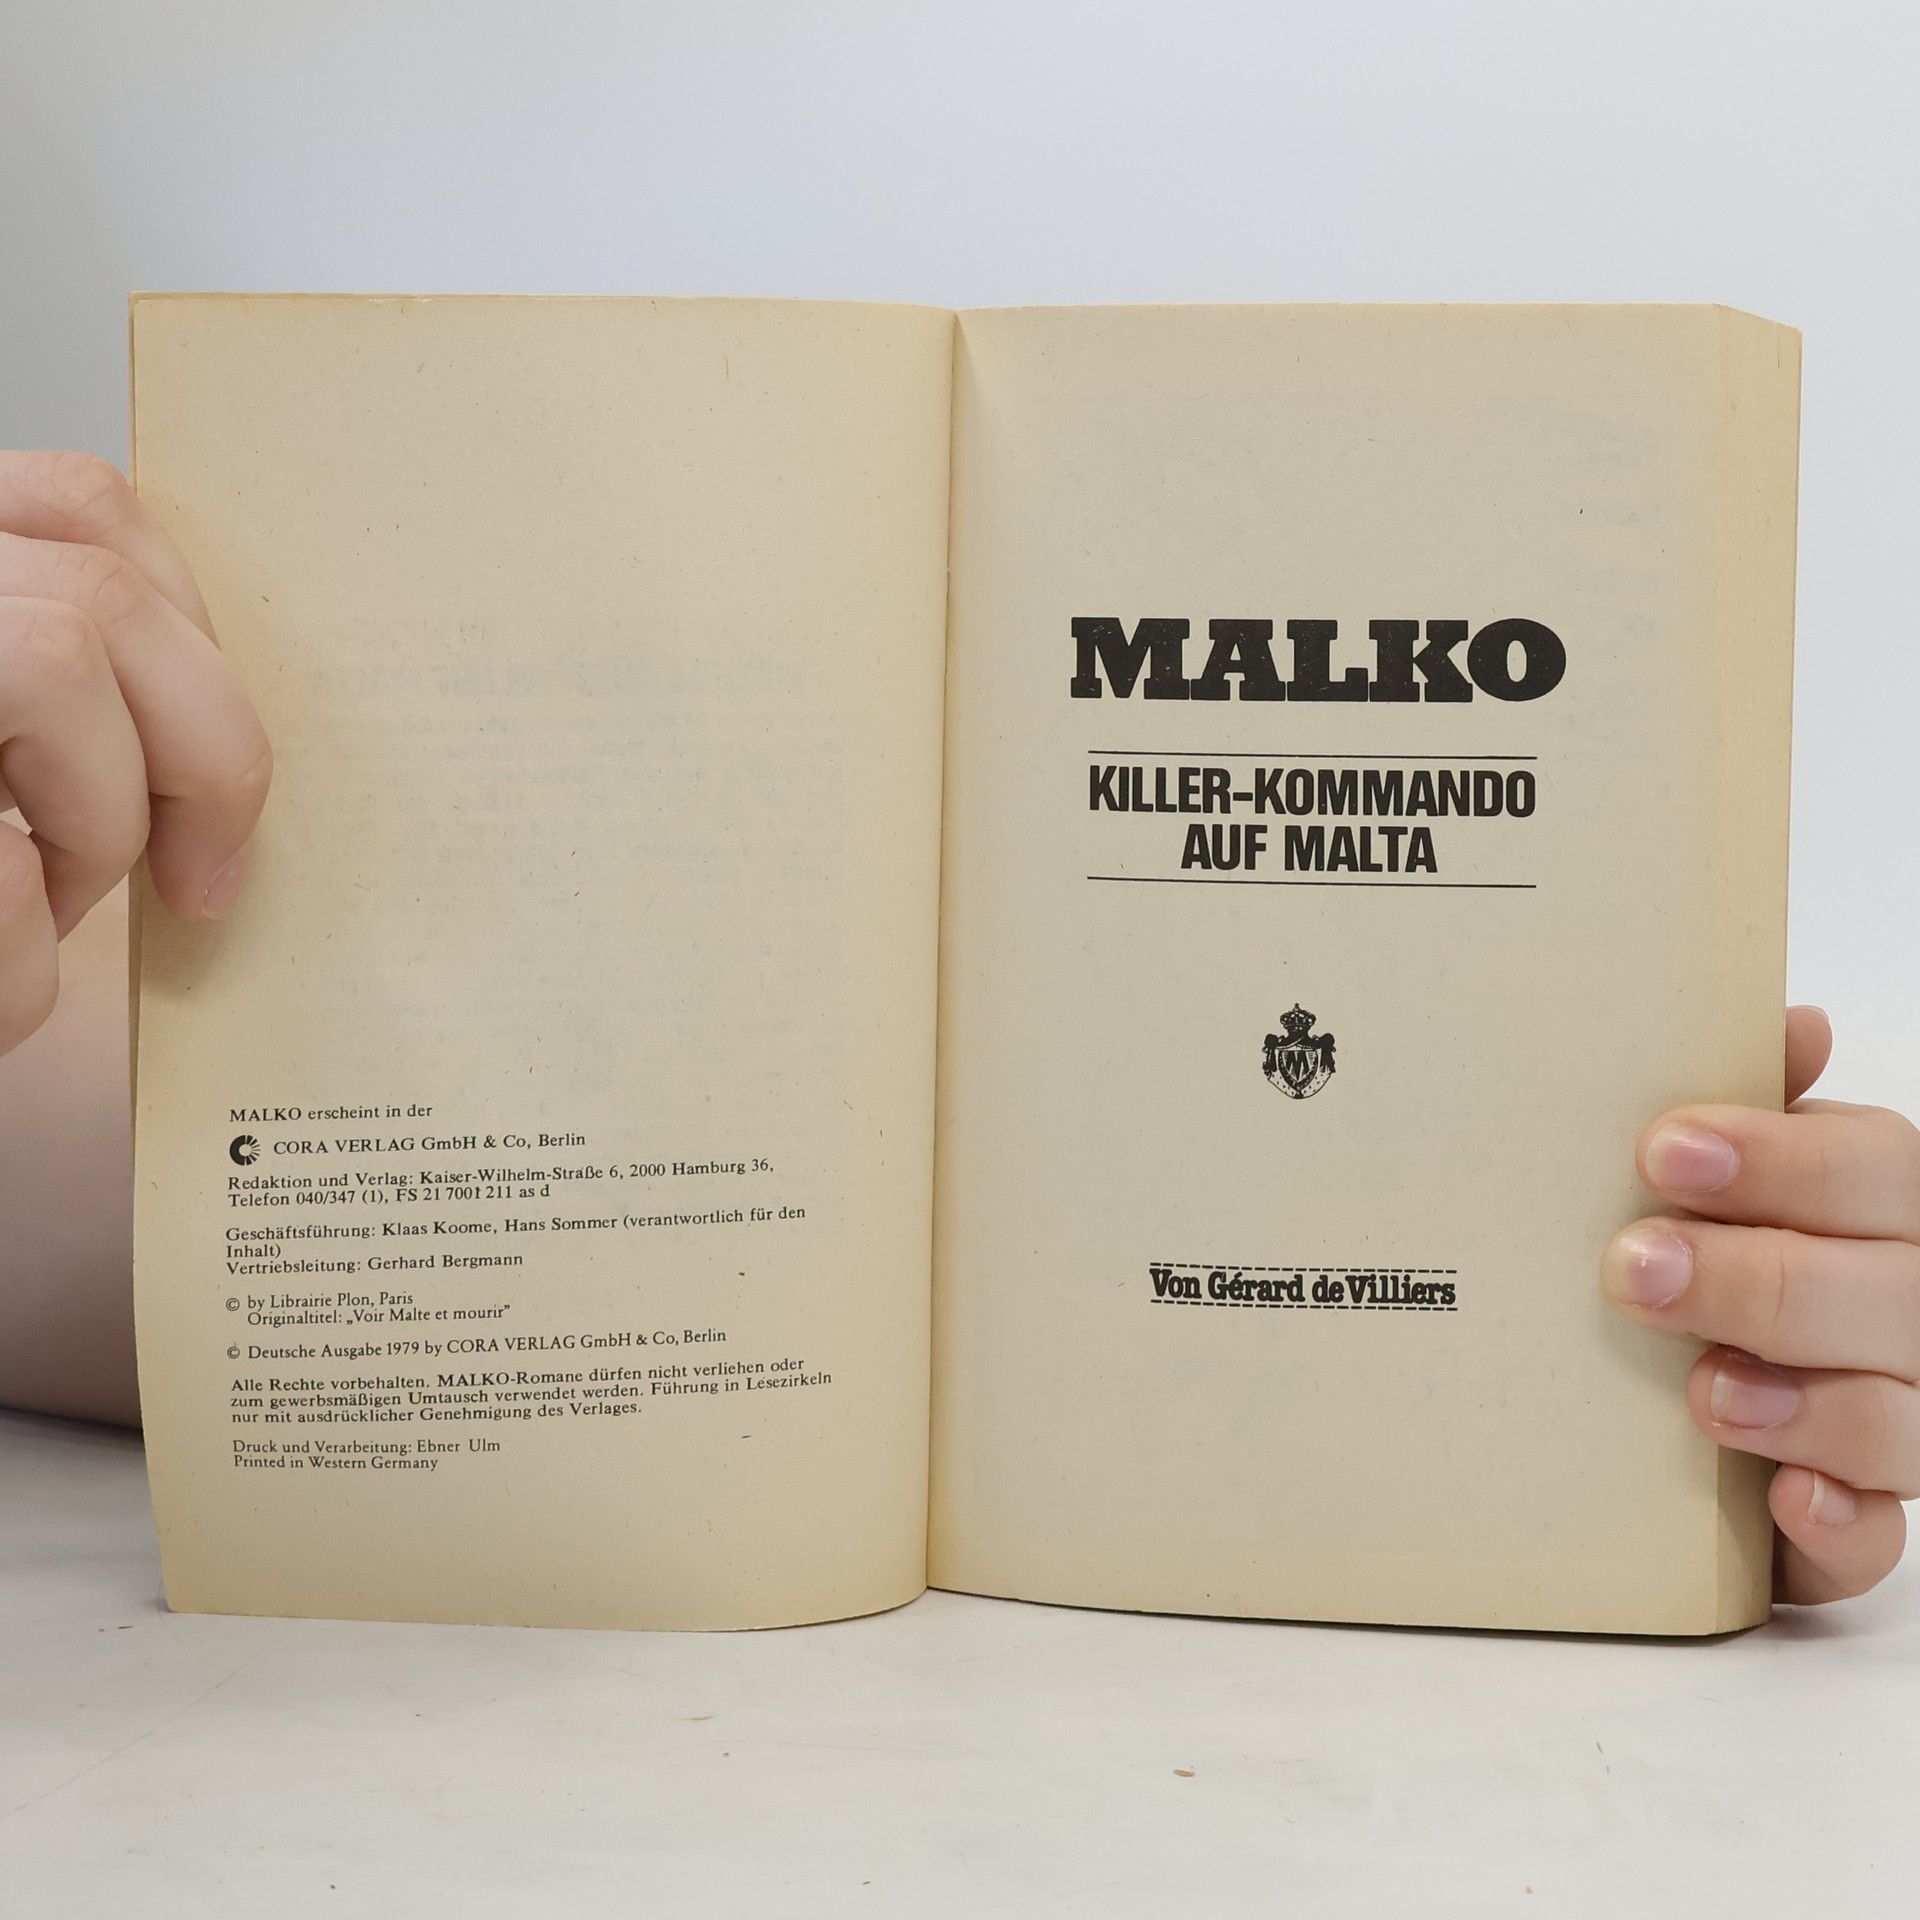 MALKO erscheint in der
CORA VERLAG GmbH & Co, Berlin
Redaktion und Verlag: Kaiser-Wilhelm-Straße 6, 2000 Hamburg 36,
Telefon 040/347 (1), FS 21 7001 211 as d
Geschäftsführung: Klaas Koome, Hans Sommer (verantwortlich für den
Inhalt)
Vertriebsleitung: Gerhard Bergmann
© by Librairie Plon, Paris
Originaltitel: „Voir Malte et mourir”
© Deutsche Ausgabe 1979 by CORA VERLAG GmbH & Co, Berlin
Alle Rechte vorbehalten. MALKO-Romane dürfen nicht verliehen oder
zum gewerbsmäßigen Umtausch verwendet werden. Führung in Lesezirkeln
nur mit ausdrücklicher Genehmigung des Verlages.
Druck und Verarbeitung: Ebner Ulm
Printed in Western Germany
MALKO
KILLER-KOMMANDO
AUF MALTA
M
Von Gérard de Villiers